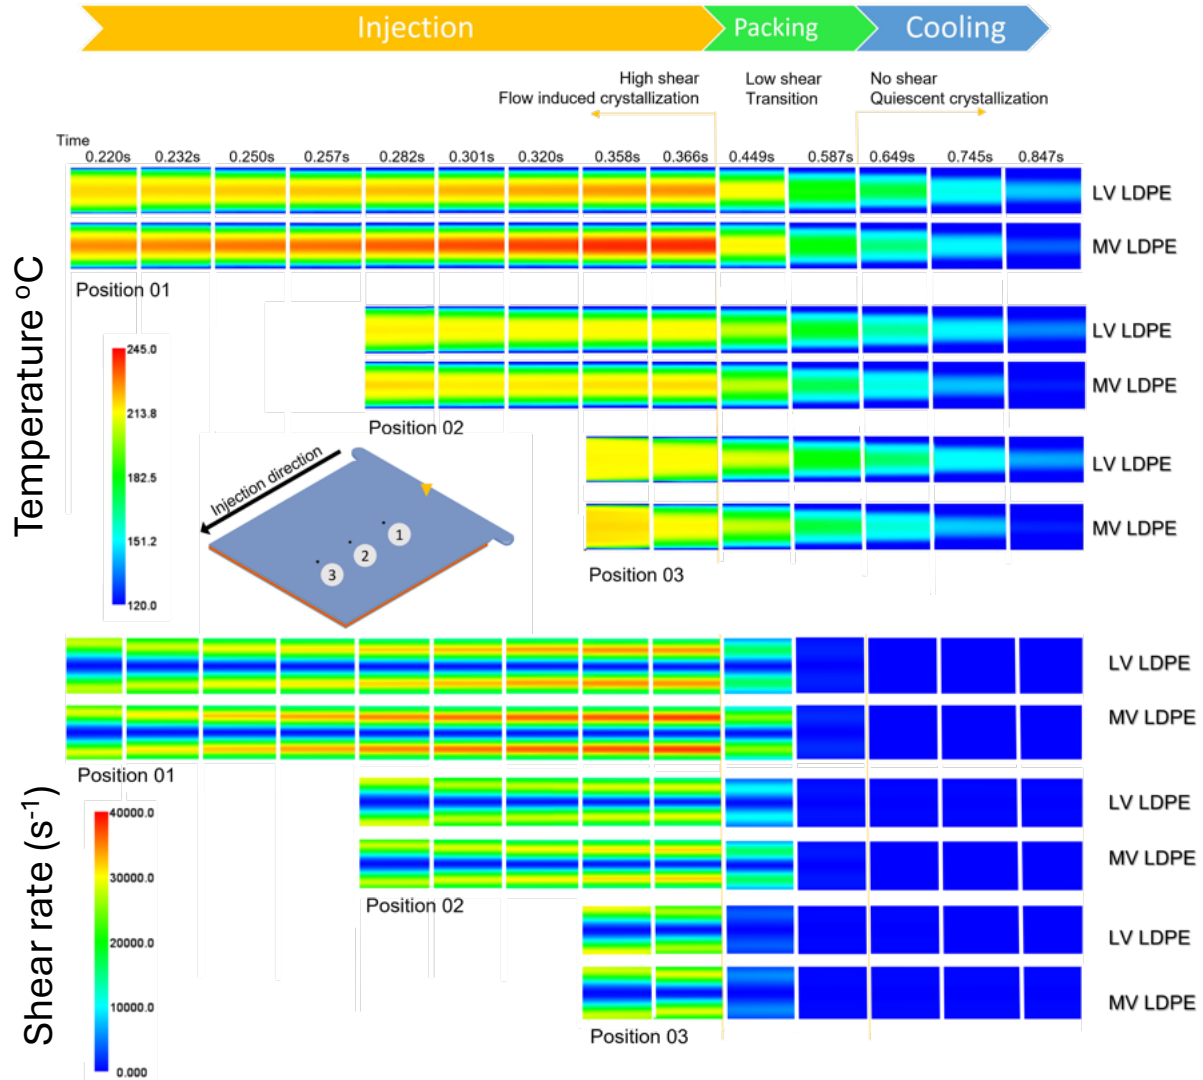 Injection
Packing
Cooling
High shear
Flow induced crystallization
Low shear
Transition
No shear
Quiescent crystallization
Time
0.220s 0.232s 0.250s 0.257s 0.282s 0.301s 0.320s 0.358s 0.366s 0.449s 0.587s 0.649s 0.745s 0.847s
LV LDPE
MV LDPE
Position 01
Temperature ºC
245.0
213.8
182.5
151.2
120.0
LV LDPE
MV LDPE
Position 02
LV LDPE
MV LDPE
Position 03
Injection direction
1
2
3
LV LDPE
MV LDPE
Position 01
Shear rate (s⁻¹)
40000.0
30000.0
20000.0
10000.0
0.000
LV LDPE
MV LDPE
Position 02
LV LDPE
MV LDPE
Position 03